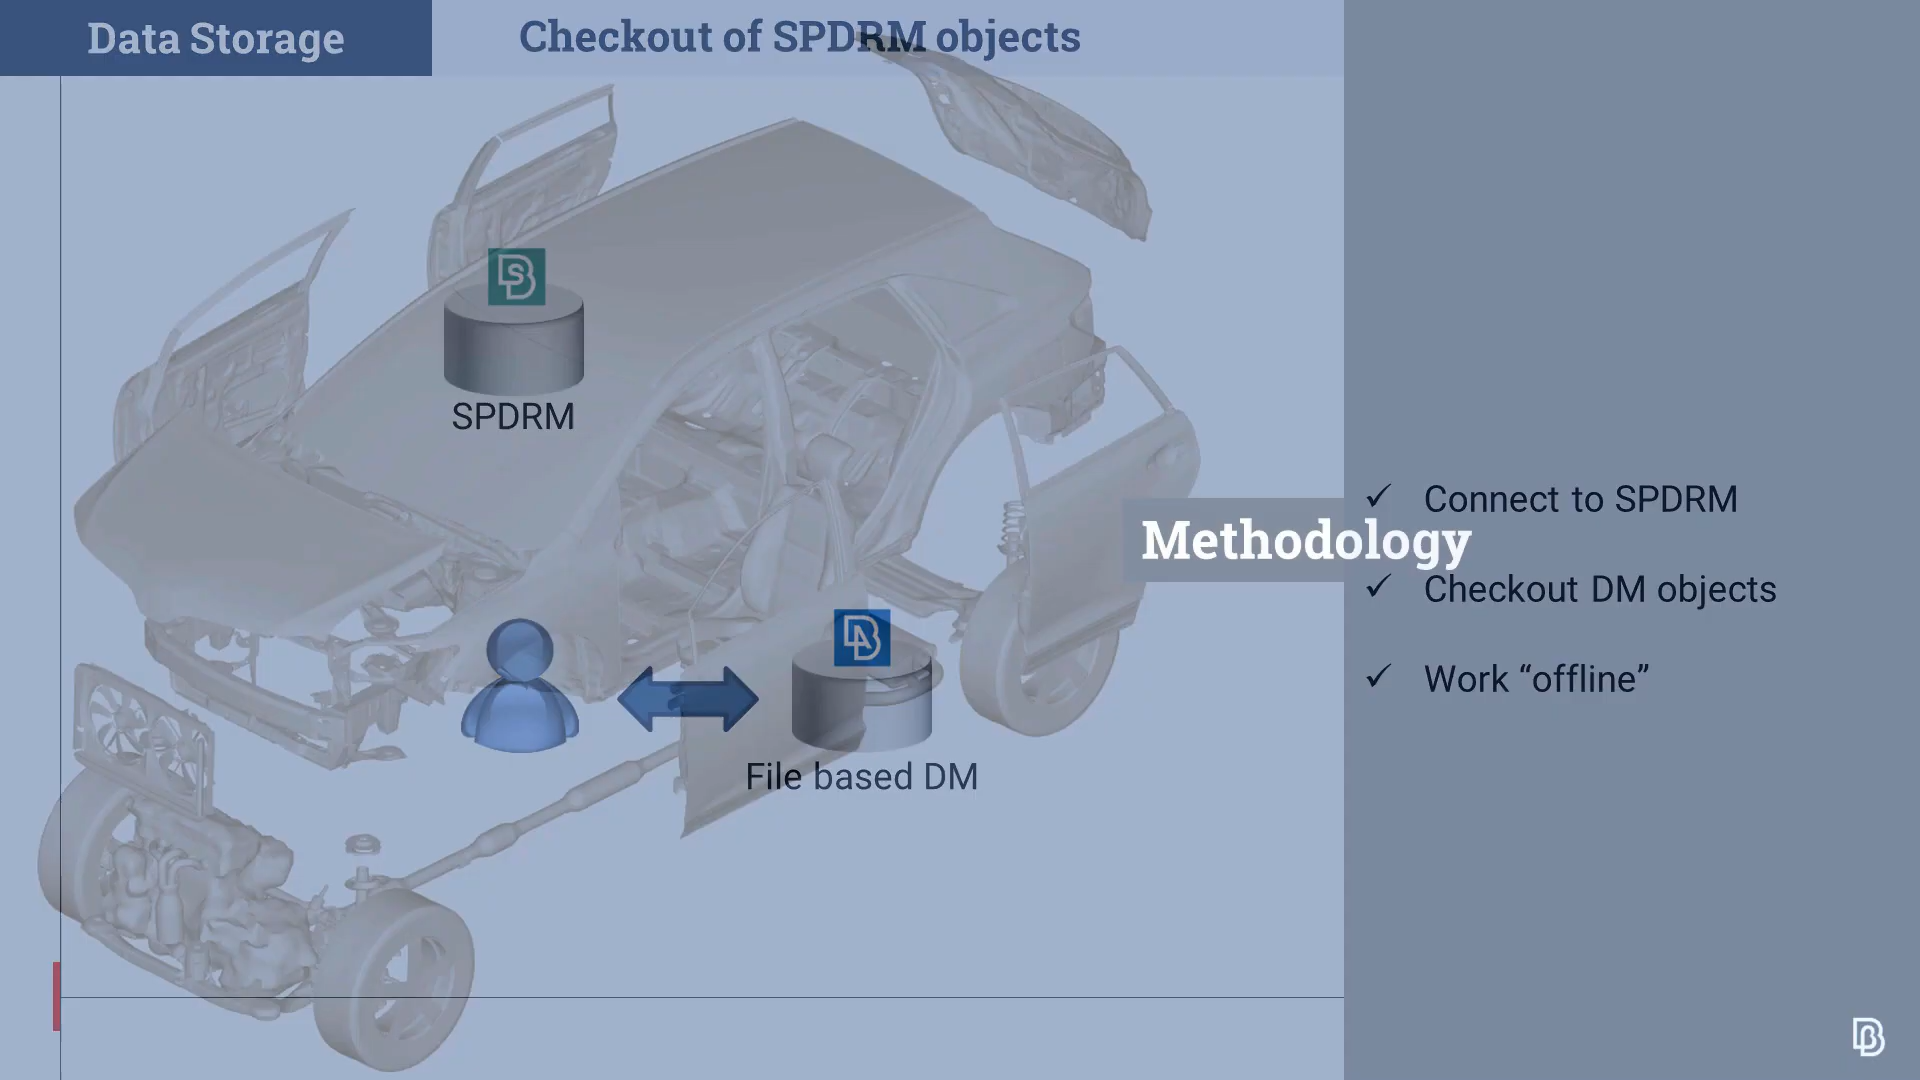 Data Storage
Checkout of SPDRM objects
SPDRM
File based DM
Methodology
✓ Connect to SPDRM
✓ Checkout DM objects
✓ Work “offline”